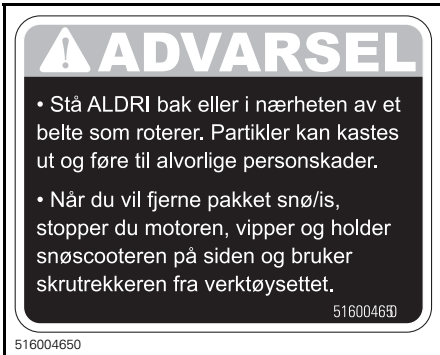 ADVARSEL
• Stå ALDRI bak eller i nærheten av et
belte som roterer. Partikler kan kastes
ut og føre til alvorlige personskader.
• Når du vil fjerne pakket snø/is,
stopper du motoren, vipper og holder
snøscooteren på siden og bruker
skrutrekkeren fra verktøysettet.
516004650
516004650